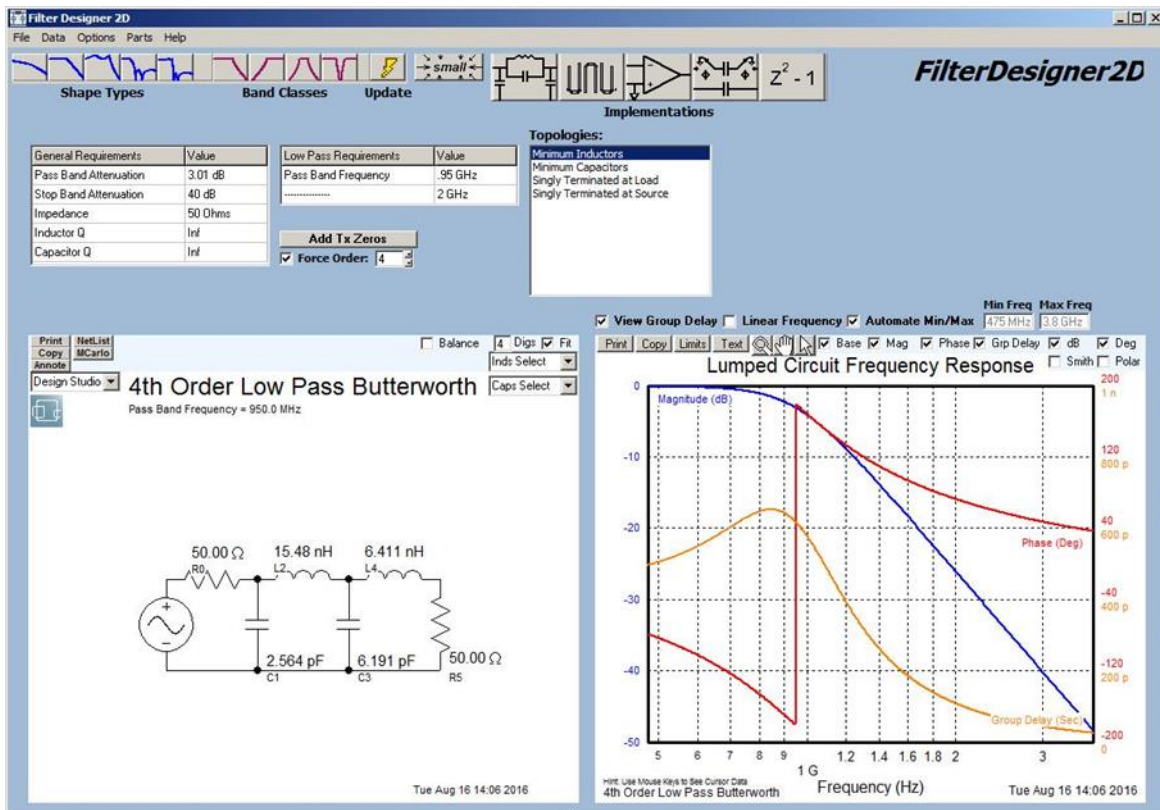 Filter Designer 2D
File Data Options Parts Help
small
Z² - 1
FilterDesigner2D
Shape Types
Band Classes
Update
Implementations
Topologies:
General Requirements Value
Pass Band Attenuation 3.01 dB
Stop Band Attenuation 40 dB
Impedance 50 Ohms
Inductor Q Inf
Capacitor Q Inf
Low Pass Requirements Value
Pass Band Frequency .95 GHz
--------------- 2 GHz
Add Tx Zeros
Force Order: 4
Minimum Inductors
Minimum Capacitors
Singly Terminated at Load
Singly Terminated at Source
Min Freq Max Freq
View Group Delay Linear Frequency Automate Min/Max 475 MHz 3.8 GHz
Print NetList
Copy MCarlo
Annote
Balance 4 Digs Fit
Inds Select
Design Studio
Caps Select
4th Order Low Pass Butterworth
Pass Band Frequency = 950.0 MHz
50.00 Ω 15.48 nH 6.411 nH
R0 L2 L4
+
−
2.564 pF 6.191 pF 50.00 Ω
C1 C3 R5
Tue Aug 16 14:06 2016
Print Copy Limits Text Base Mag Phase Grp Delay dB Deg
Smith Polar
Lumped Circuit Frequency Response
0
-10
-20
-30
-40
-50
Magnitude (dB)
Phase (Deg)
Group Delay (Sec)
200
1 n
120
800 p
40
600 p
-40
400 p
-120
200 p
-200
0
5 6 7 8 9 1.2 1.4 1.6 1.8 2 3
1 G
Frequency (Hz)
Hint: Use Mouse Keys to See Cursor Data
4th Order Low Pass Butterworth
Tue Aug 16 14:06 2016